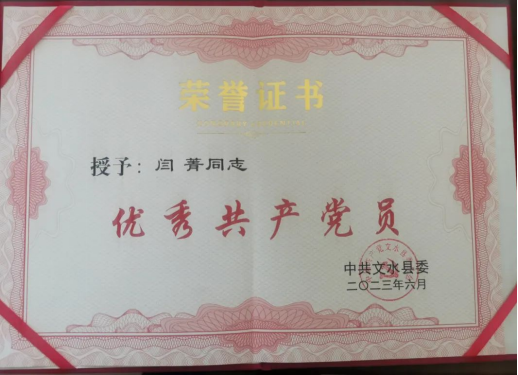 荣誉证书
授予：闫 菁同志
优秀共产党员
中共文水县委
二〇二三年六月